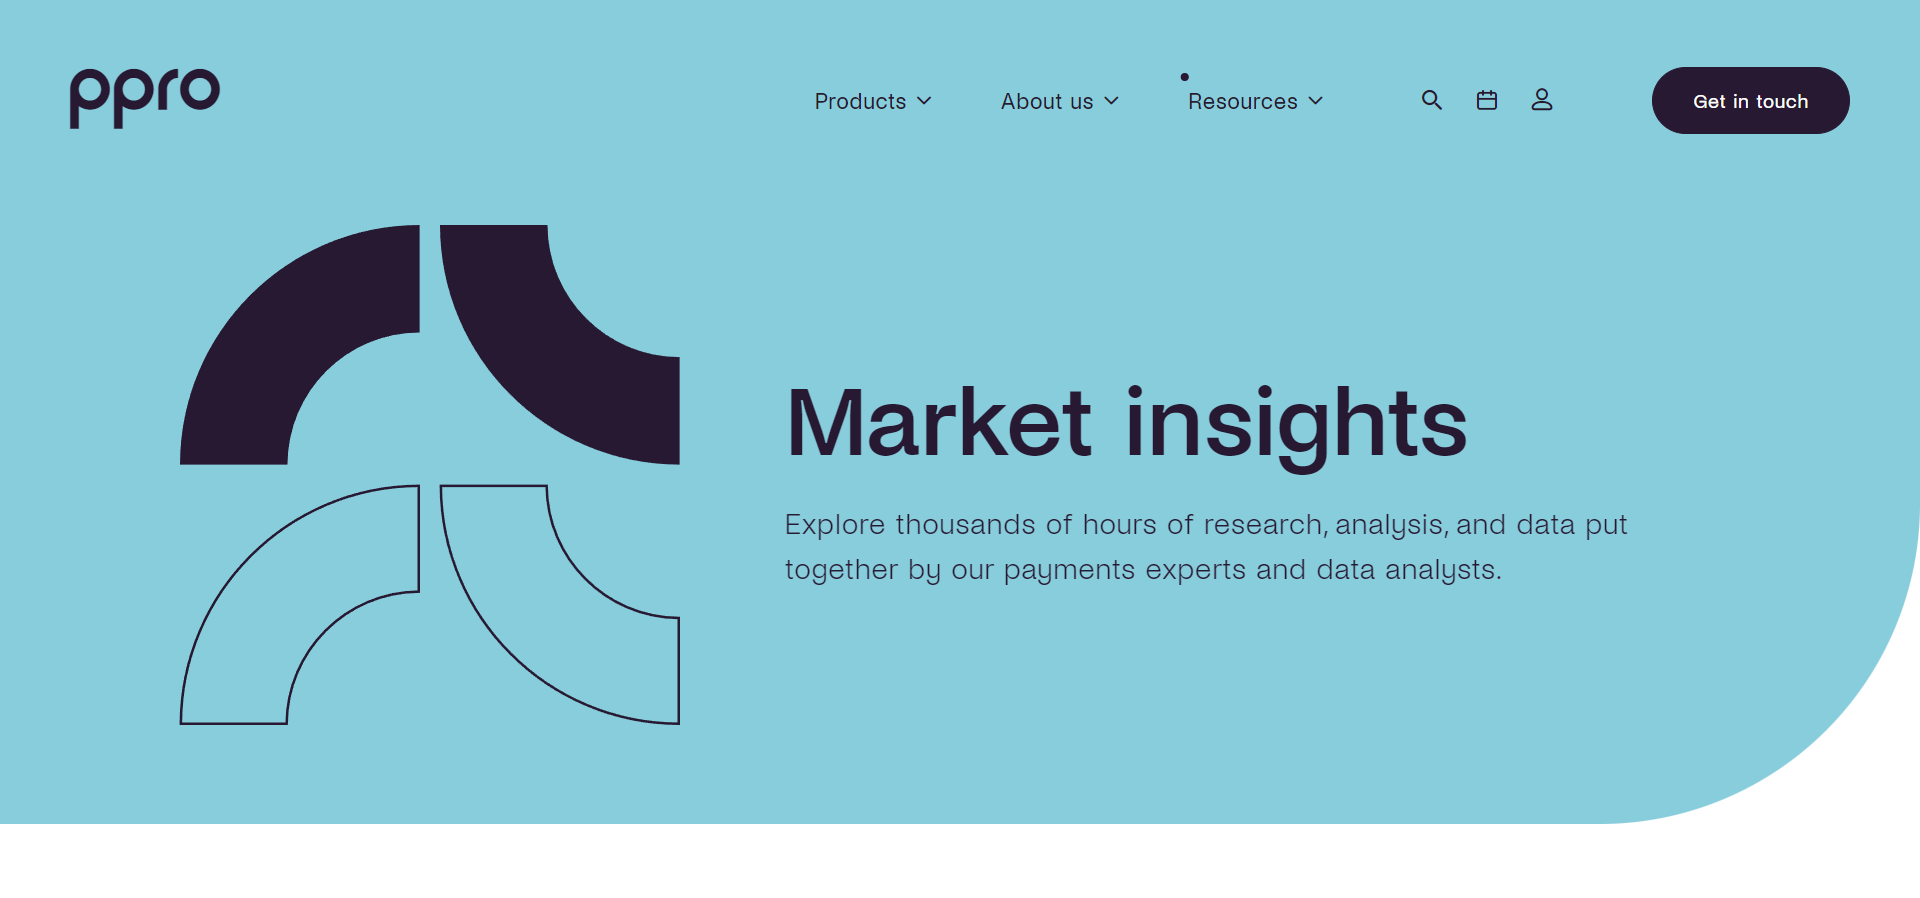 ppro
Products
About us
Resources
Get in touch
Market insights
Explore thousands of hours of research, analysis, and data put
together by our payments experts and data analysts.